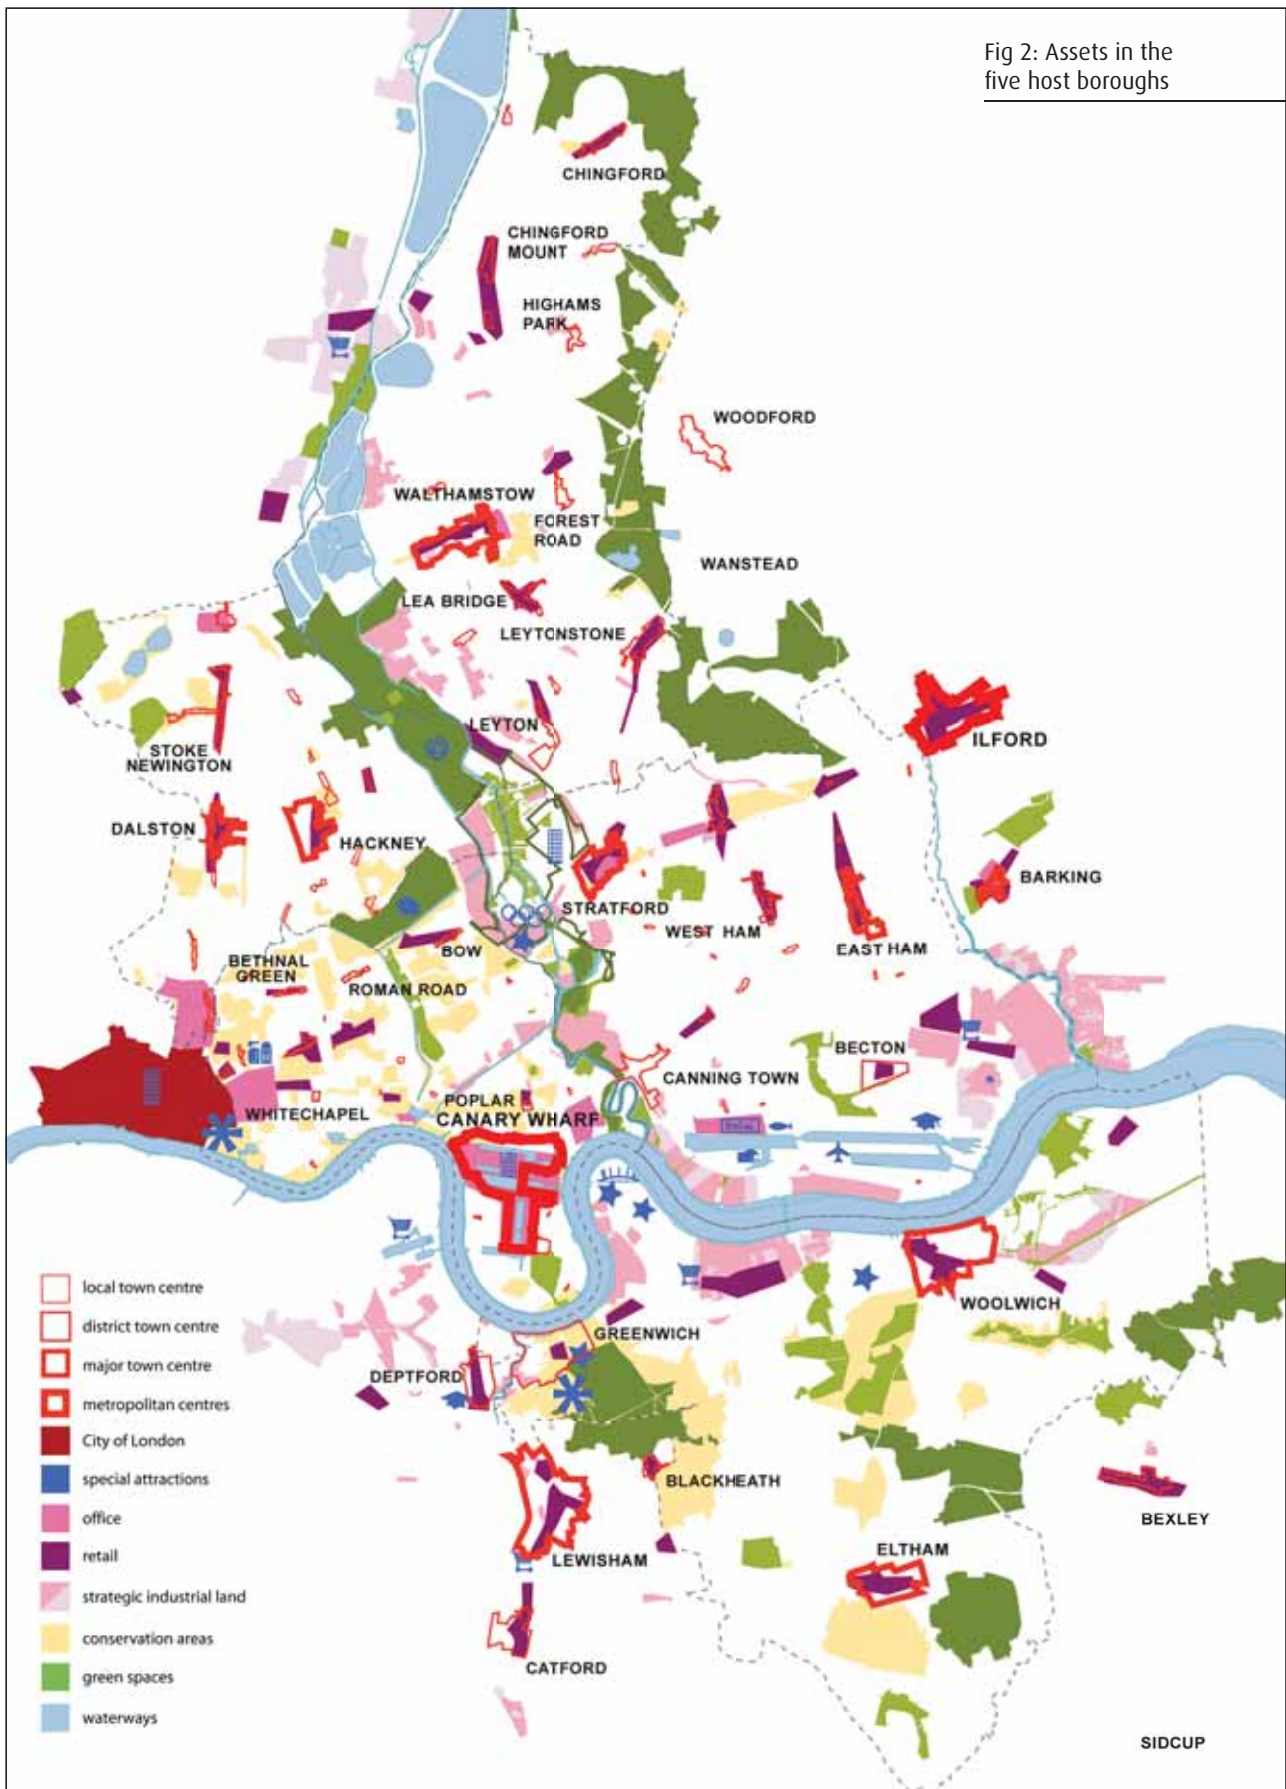 Fig 2: Assets in the
five host boroughs
CHINGFORD
CHINGFORD
MOUNT
HIGHAMS
PARK
WOODFORD
WALTHAMSTOW
FOREST
ROAD
WANSTEAD
LEA BRIDGE
LEYTONSTONE
LEYTON
ILFORD
STOKE
NEWINGTON
DALSTON
HACKNEY
BARKING
STRATFORD
WEST HAM
EAST HAM
BOW
BETHNAL
GREEN
ROMAN ROAD
BECTON
CANNING TOWN
WHITECHAPEL
POPLAR
CANARY WHARF
WOOLWICH
GREENWICH
DEPTFORD
BLACKHEATH
LEWISHAM
ELTHAM
BEXLEY
CATFORD
SIDCUP
local town centre
district town centre
major town centre
metropolitan centres
City of London
special attractions
office
retail
strategic industrial land
conservation areas
green spaces
waterways